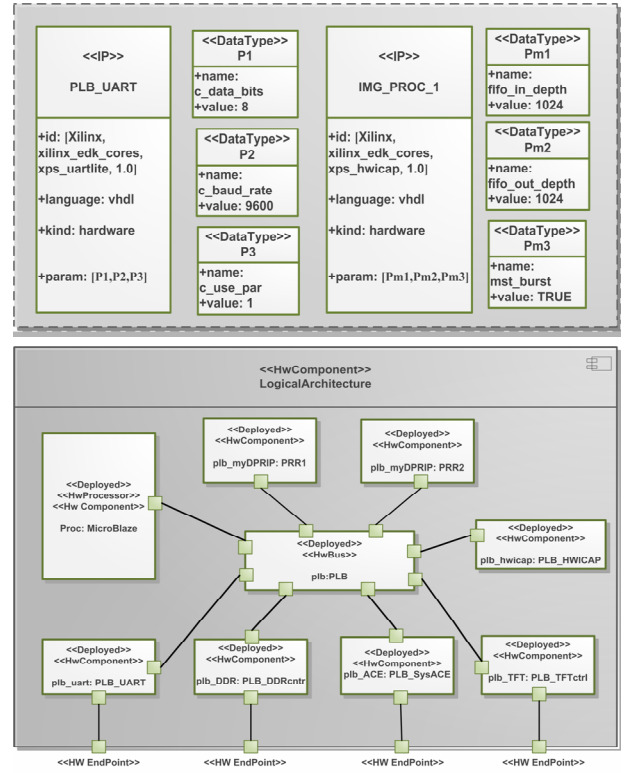 <<IP>>
PLB_UART
+id: [Xilinx,
xilinx_edk_cores,
xps_uartlite, 1.0]
+language: vhdl
+kind: hardware
+param: [P1,P2,P3]
<<DataType>>
P1
+name:
c_data_bits
+value: 8
<<DataType>>
P2
+name:
c_baud_rate
+value: 9600
<<DataType>>
P3
+name:
c_use_par
+value: 1
<<IP>>
IMG_PROC_1
+id: [Xilinx,
xilinx_edk_cores,
xps_hwicap, 1.0]
+language: vhdl
+kind: hardware
+param: [Pm1,Pm2,Pm3]
<<DataType>>
Pm1
+name:
fifo_in_depth
+value: 1024
<<DataType>>
Pm2
+name:
fifo_out_depth
+value: 1024
<<DataType>>
Pm3
+name:
mst_burst
+value: TRUE
<<HwComponent>>
LogicalArchitecture
<<Deployed>>
<<HwProcessor>>
<<Hw Component>>
Proc: MicroBlaze
<<Deployed>>
<<HwComponent>>
plb_myDPRIP: PRR1
<<Deployed>>
<<HwComponent>>
plb_myDPRIP: PRR2
<<Deployed>>
<<HwBus>>
plb:PLB
<<Deployed>>
<<HwComponent>>
plb_hwicap: PLB_HWICAP
<<Deployed>>
<<HwComponent>>
plb_uart: PLB_UART
<<Deployed>>
<<HwComponent>>
plb_DDR: PLB_DDRcntr
<<Deployed>>
<<HwComponent>>
plb_ACE: PLB_SysACE
<<Deployed>>
<<HwComponent>>
plb_TFT: PLB_TFTctrl
<<HW EndPoint>>
<<HW EndPoint>>
<<HW EndPoint>>
<<HW EndPoint>>